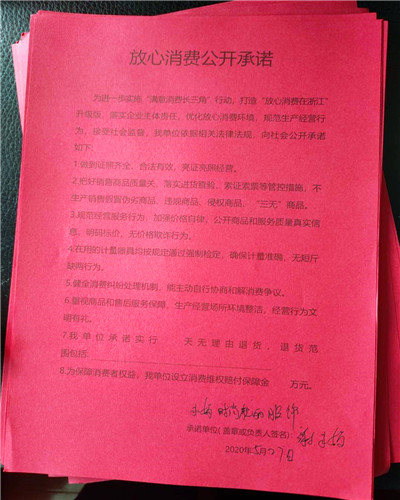 放心消费公开承诺
为进一步实施“满意消费长三角”行动，打造“放心消费在浙江”
升级版，落实企业主体责任，优化放心消费环境，规范生产经营行
为，接受社会监督，我单位依据相关法律法规，向社会公开承诺
如下：
1.做到证照齐全、合法有效，亮证亮照经营。
2.把好销售商品质量关，落实进货查验、索证索票等管控措施，不
生产销售假冒伪劣商品、违规商品、侵权商品、“三无”商品。
3.规范经营服务行为，加强价格自律，公开商品和服务质量真实信
息，明码标价，无价格欺诈行为。
4.在用的计量器具均按规定通过强制检定，确保计量准确，无短斤
缺两行为。
5.健全消费纠纷处理机制，能主动自行协商和解消费争议。
6.重视商品和售后服务保障，生产经营场所环境整洁，经营行为文
明有礼。
7.我单位承诺实行 天无理由退货，退货范
围包括：
8.为保障消费者权益，我单位设立消费维权赔付保障金 万元。
时尚 服饰
承诺单位(盖章或负责人签名)：
2020年5月07日